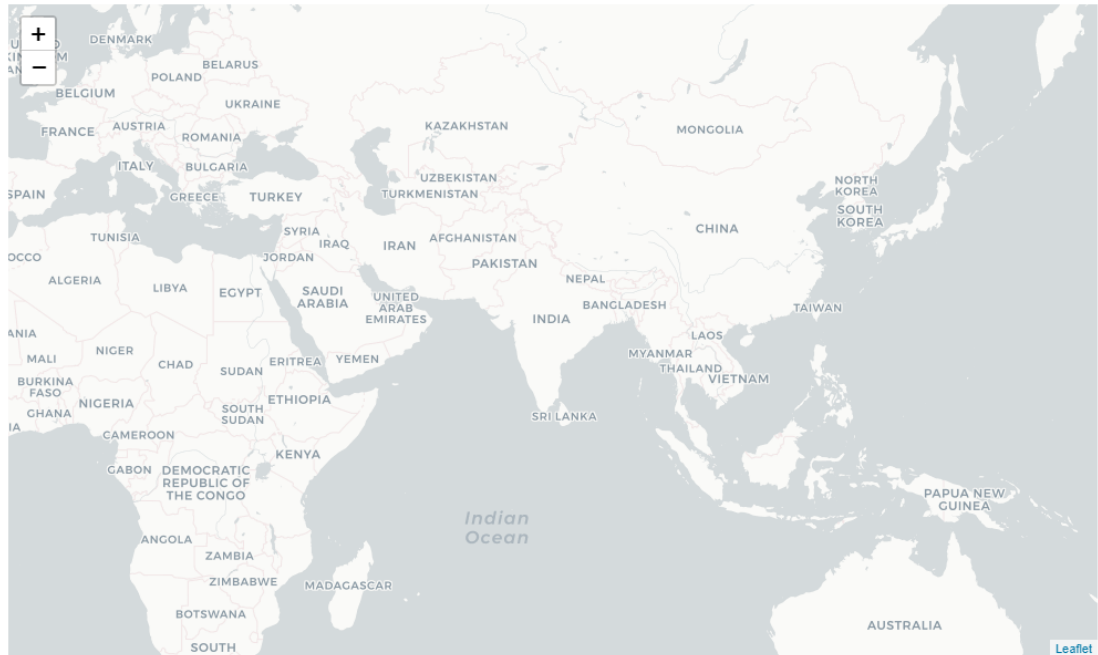 +
−
DENMARK
BELARUS
POLAND
BELGIUM
UKRAINE
FRANCE
AUSTRIA
ROMANIA
KAZAKHSTAN
MONGOLIA
ITALY
BULGARIA
UZBEKISTAN
NORTH
KOREA
SPAIN
GREECE
TURKEY
TURKMENISTAN
SOUTH
KOREA
TUNISIA
SYRIA
IRAQ
IRAN
AFGHANISTAN
CHINA
OCCO
JORDAN
PAKISTAN
ALGERIA
LIBYA
EGYPT
SAUDI
ARABIA
UNITED
ARAB
EMIRATES
NEPAL
BANGLADESH
INDIA
TAIWAN
ANIA
MALI
NIGER
CHAD
SUDAN
ERITREA
YEMEN
MYANMAR
LAOS
THAILAND
VIETNAM
BURKINA
FASO
GHANA
NIGERIA
SOUTH
SUDAN
ETHIOPIA
SRI LANKA
IA
CAMEROON
KENYA
GABON
DEMOCRATIC
REPUBLIC OF
THE CONGO
PAPUA NEW
GUINEA
Indian
Ocean
ANGOLA
ZAMBIA
ZIMBABWE
MADAGASCAR
BOTSWANA
AUSTRALIA
SOUTH
Leaflet